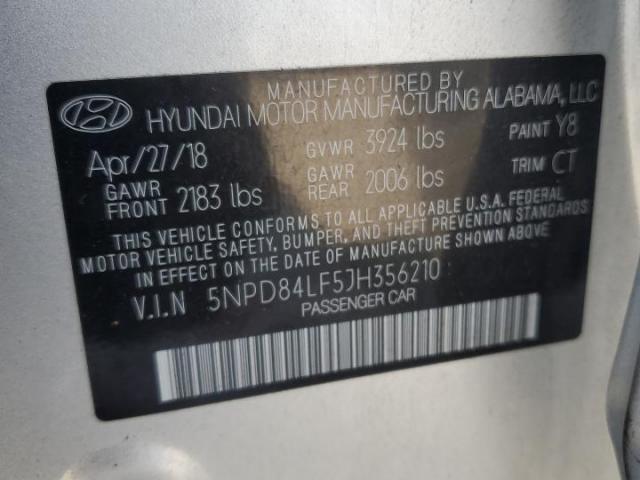 MANUFACTURED BY
HYUNDAI MOTOR MANUFACTURING ALABAMA, LLC
Apr/27/18 GVWR 3924 lbs PAINT Y8
GAWR FRONT 2183 lbs GAWR REAR 2006 lbs TRIM CT
THIS VEHICLE CONFORMS TO ALL APPLICABLE U.S.A. FEDERAL
MOTOR VEHICLE SAFETY, BUMPER, AND THEFT PREVENTION STANDARDS
IN EFFECT ON THE DATE OF MANUFACTURE SHOWN ABOVE.
V.I.N 5NPD84LF5JH356210
PASSENGER CAR